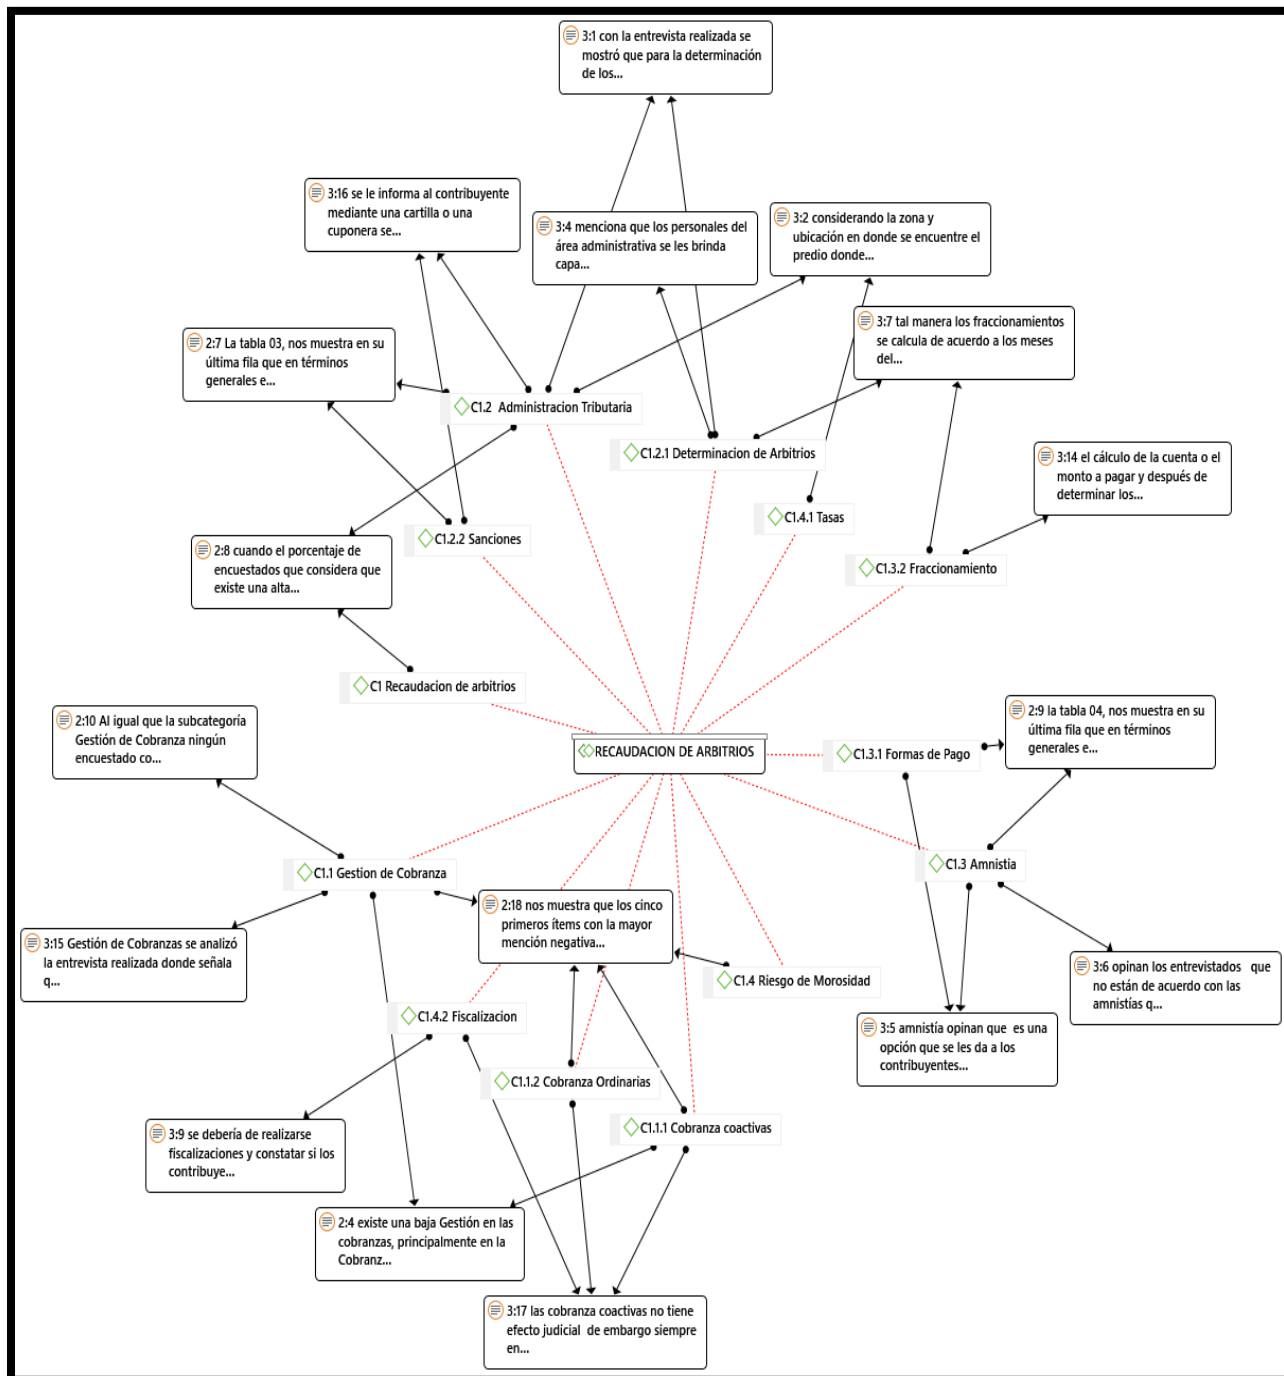 3:1 con la entrevista realizada se
mostró que para la determinación
de los...
3:16 se le informa al contribuyente
mediante una cartilla o una
cuponera se...
3:4 menciona que los personales del
área administrativa se les brinda
capa...
3:2 considerando la zona y
ubicación en donde se encuentre el
predio donde...
3:7 tal manera los fraccionamientos
se calcula de acuerdo a los meses
del...
2:7 La tabla 03, nos muestra en su
última fila que en términos
generales e...
C1.2 Administracion Tributaria
C1.2.1 Determinacion de Arbitrios
3:14 el cálculo de la cuenta o el
monto a pagar y después de
determinar los...
C1.4.1 Tasas
C1.2.2 Sanciones
2:8 cuando el porcentaje de
encuestados que considera que
existe una alta...
C1.3.2 Fraccionamiento
C1 Recaudacion de arbitrios
2:10 Al igual que la subcategoría
Gestión de Cobranza ningún
encuestado co...
2:9 la tabla 04, nos muestra en su
última fila que en términos
generales e...
RECAUDACION DE ARBITRIOS
C1.3.1 Formas de Pago
C1.3 Amnistia
C1.1 Gestion de Cobranza
2:18 nos muestra que los cinco
primeros ítems con la mayor
mención negativa...
3:15 Gestión de Cobranzas se analizó
la entrevista realizada donde señala
q...
C1.4 Riesgo de Morosidad
3:6 opinan los entrevistados que
no están de acuerdo con las
amnistías q...
C1.4.2 Fiscalizacion
3:5 amnistía opinan que es una
opción que se les da a los
contribuyentes...
C1.1.2 Cobranza Ordinarias
C1.1.1 Cobranza coactivas
3:9 se debería de realizarse
fiscalizaciones y constatar si los
contribuye...
2:4 existe una baja Gestión en las
cobranzas, principalmente en la
Cobranz...
3:17 las cobranza coactivas no tiene
efecto judicial de embargo siempre
en...